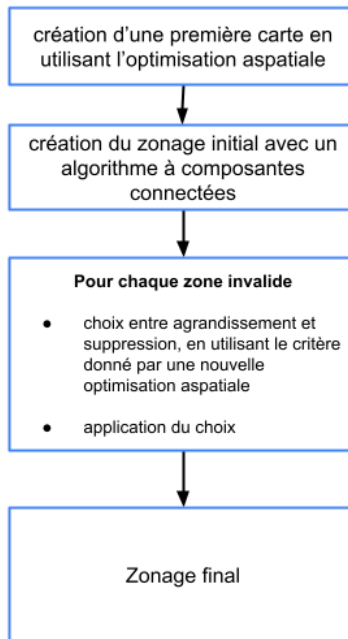 création d'une première carte en
utilisant l'optimisation aspatiale
création du zonage initial avec un
algorithme à composantes
connectées
Pour chaque zone invalide
● choix entre agrandissement et
suppression, en utilisant le critère
donné par une nouvelle
optimisation aspatiale
● application du choix
Zonage final